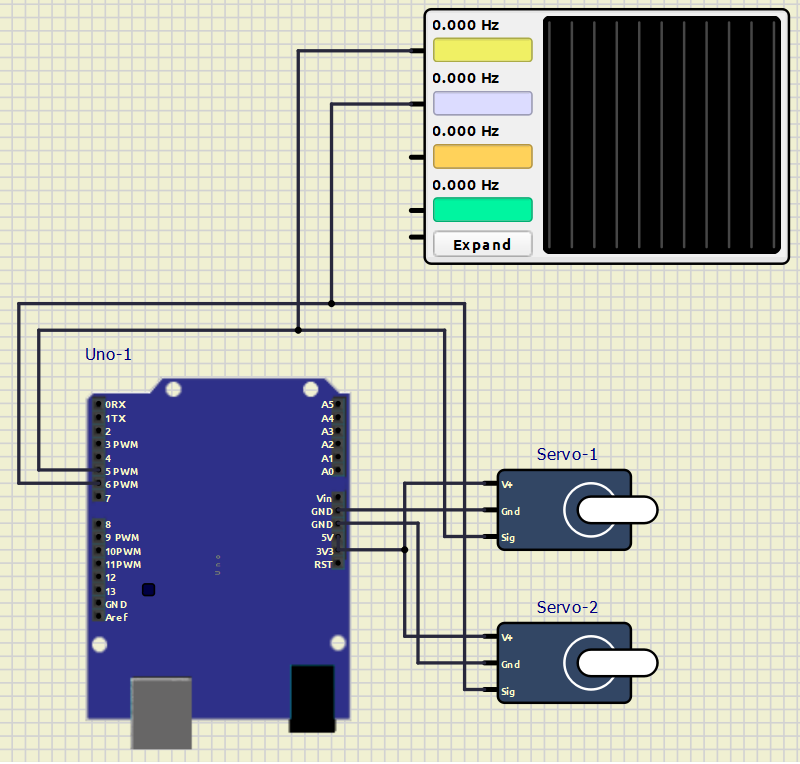 0.000 Hz
0.000 Hz
0.000 Hz
0.000 Hz
Expand
Uno-1
0RX
1TX
2
3 PWM
4
5 PWM
6 PWM
7
8
9 PWM
10PWM
11PWM
12
13
GND
Aref
A5
A4
A3
A2
A1
A0
Vin
GND
GND
5V
3V3
RST
Servo-1
V+
Gnd
Sig
Servo-2
V+
Gnd
Sig